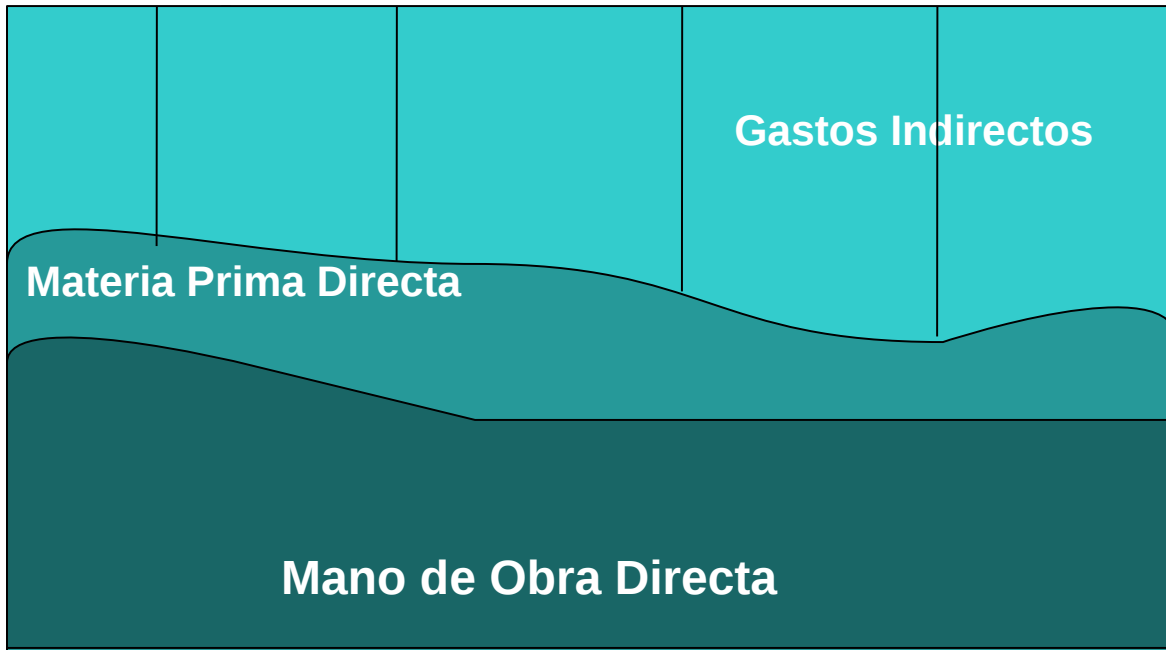 Gastos Indirectos
Materia Prima Directa
Mano de Obra Directa